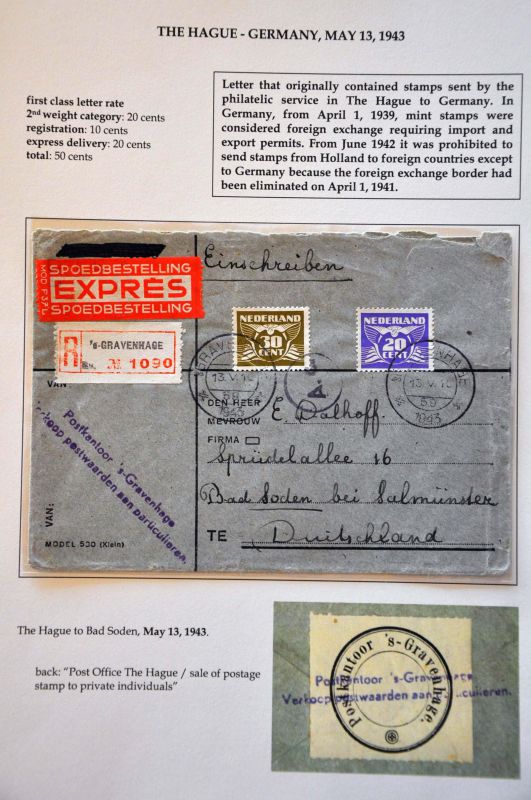 THE HAGUE - GERMANY, MAY 13, 1943
first class letter rate
2nd weight category: 20 cents
registration: 10 cents
express delivery: 20 cents
total: 50 cents
Letter that originally contained stamps sent by the
philatelic service in The Hague to Germany. In
Germany, from April 1, 1939, mint stamps were
considered foreign exchange requiring import and
export permits. From June 1942 it was prohibited to
send stamps from Holland to foreign countries except
to Germany because the foreign exchange border had
been eliminated on April 1, 1941.
Einschreiben
SPOEDBESTELLING
EXPRÈS
SPOEDBESTELLING
NEDERLAND
30
CENT
NEDERLAND
20
CENT
R
's-GRAVENHAGE
№ 1090
13.V.
1943
13.V.
1943
VAN:
DEN HEER
MEVROUW
E. Dalhoff.
FIRMA
Sprüdelallee 16
Bad Soden bei Salmünster
TE
Duitschland
Postkantoor 's-Gravenhage
Verkoop postwaarden aan particulieren.
VAN:
MODEL 530 (Klein)
The Hague to Bad Soden, May 13, 1943.
back: "Post Office The Hague / sale of postage
stamp to private individuals"
Postkantoor 's-Gravenhage.
Postkantoor 's-Gravenhage
Verkoop postwaarden aan particulieren.